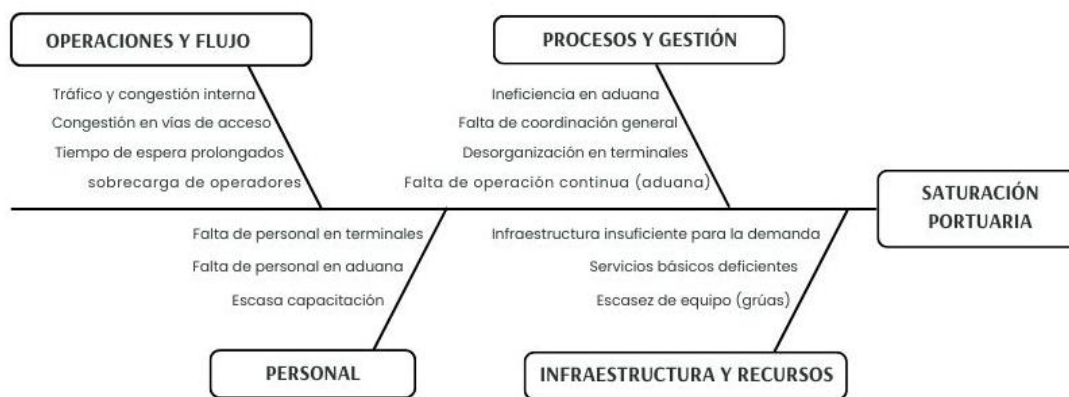 OPERACIONES Y FLUJO
Tráfico y congestión interna
Congestión en vías de acceso
Tiempo de espera prolongados
sobrecarga de operadores
PROCESOS Y GESTIÓN
Ineficiencia en aduana
Falta de coordinación general
Desorganización en terminales
Falta de operación continua (aduana)
SATURACIÓN
PORTUARIA
Falta de personal en terminales
Falta de personal en aduana
Escasa capacitación
PERSONAL
Infraestructura insuficiente para la demanda
Servicios básicos deficientes
Escasez de equipo (grúas)
INFRAESTRUCTURA Y RECURSOS